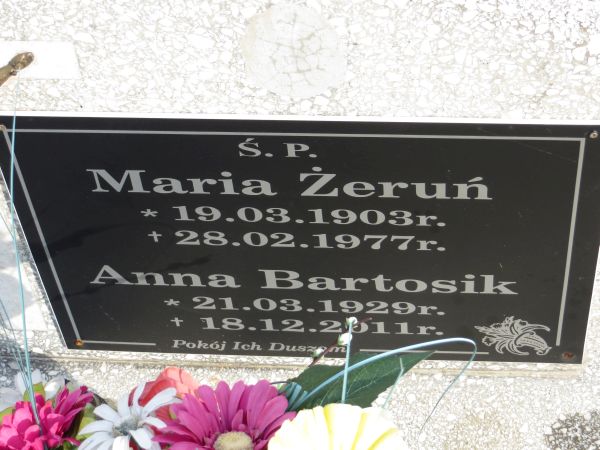 Ś. P.
Maria Żeruń
* 19.03.1903r.
† 28.02.1977r.
Anna Bartosik
* 21.03.1929r.
† 18.12.2011r.
Pokój Ich Duszom